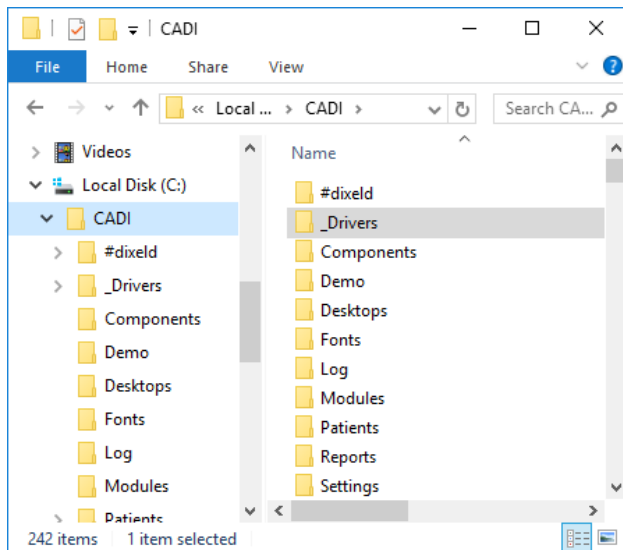 CADI
File Home Share View
« Local ... > CADI > Search CA...
Videos
Local Disk (C:)
CADI
#dixeld
_Drivers
Components
Demo
Desktops
Fonts
Log
Modules
Patients
Name
#dixeld
_Drivers
Components
Demo
Desktops
Fonts
Log
Modules
Patients
Reports
Settings
242 items 1 item selected